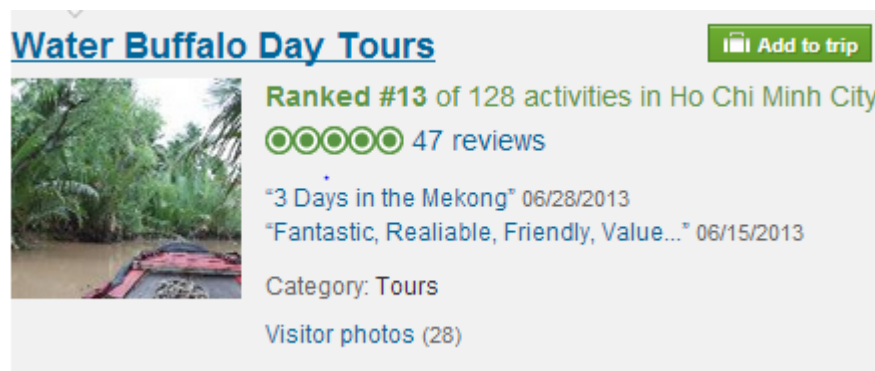 Water Buffalo Day Tours
Add to trip
Ranked #13 of 128 activities in Ho Chi Minh City
47 reviews
“3 Days in the Mekong” 06/28/2013
“Fantastic, Realiable, Friendly, Value...” 06/15/2013
Category: Tours
Visitor photos (28)